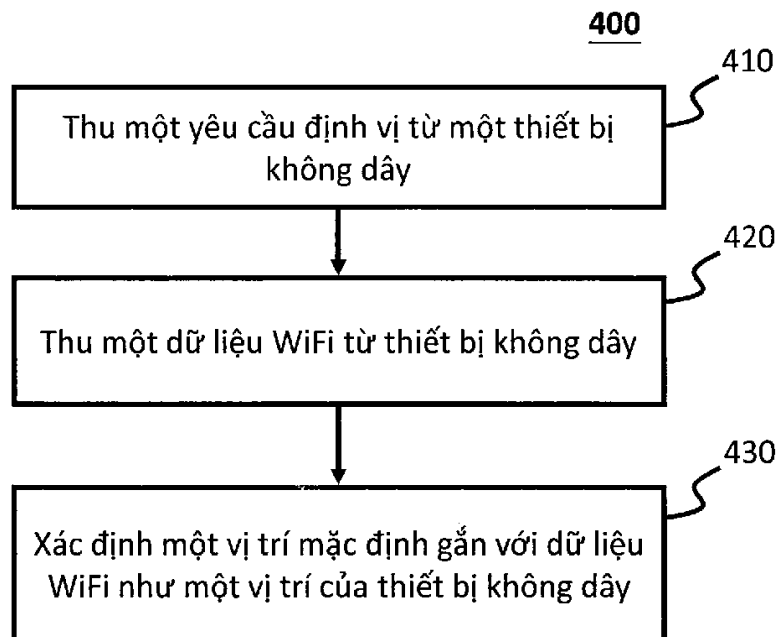 400
410
Thu một yêu cầu định vị từ một thiết bị
không dây
420
Thu một dữ liệu WiFi từ thiết bị không dây
430
Xác định một vị trí mặc định gắn với dữ liệu
WiFi như một vị trí của thiết bị không dây